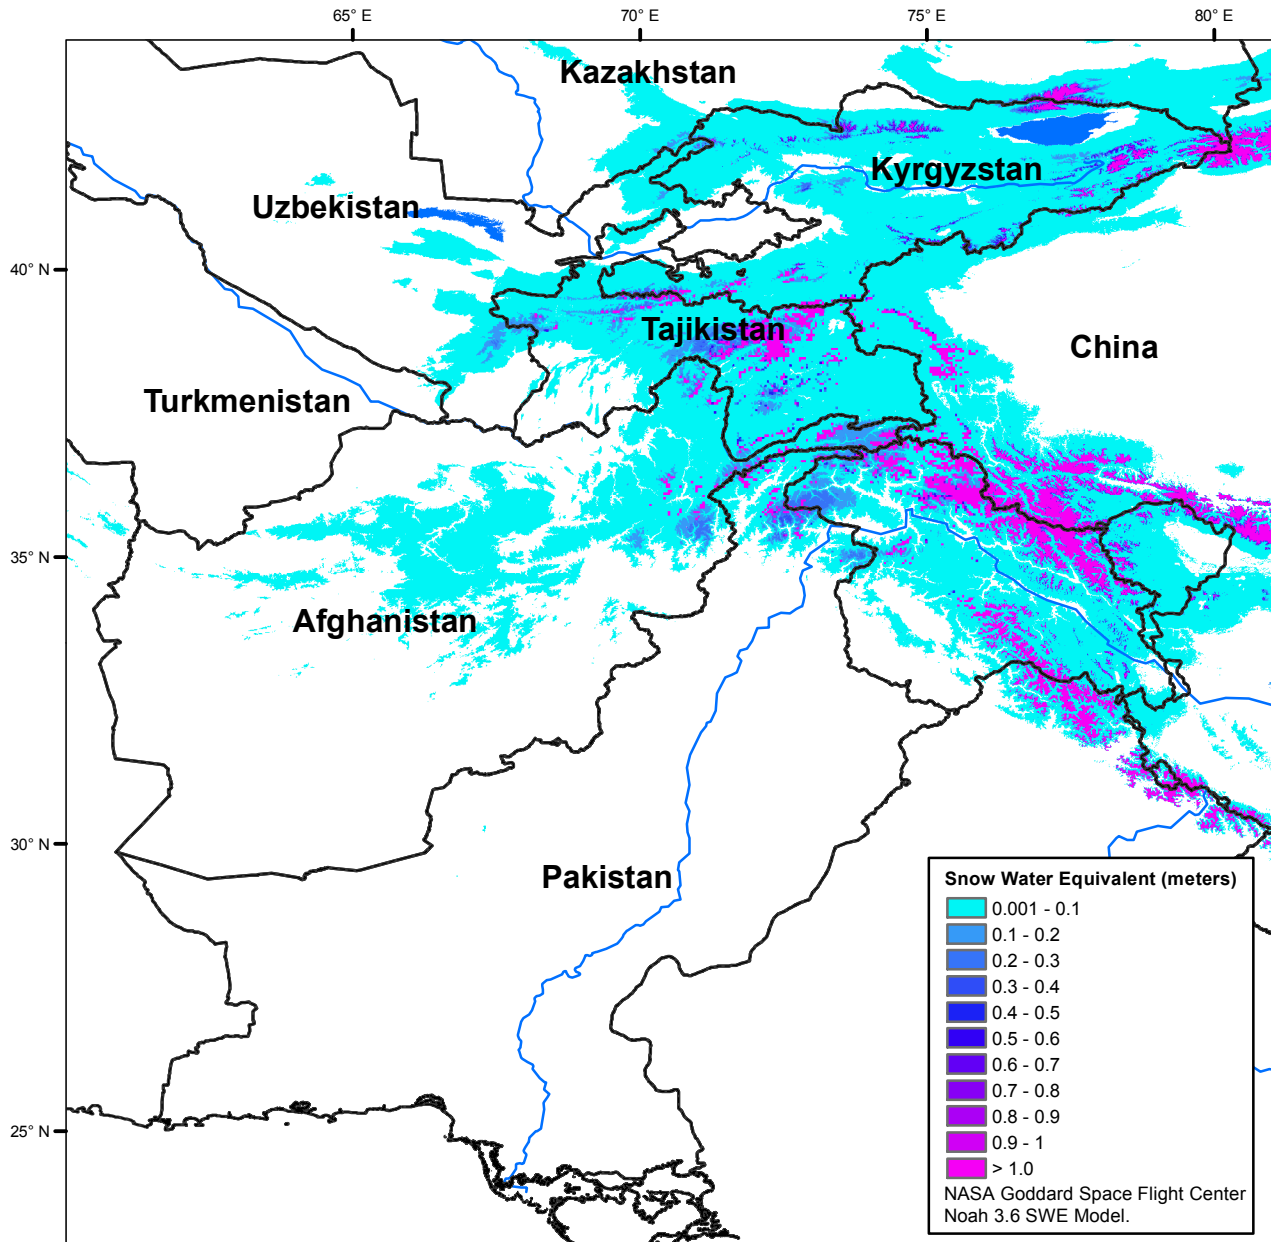 65° E
70° E
75° E
80° E
Kazakhstan
Kyrgyzstan
Uzbekistan
40° N
Tajikistan
China
Turkmenistan
35° N
Afghanistan
30° N
Pakistan
25° N
Snow Water Equivalent (meters)
0.001 - 0.1
0.1 - 0.2
0.2 - 0.3
0.3 - 0.4
0.4 - 0.5
0.5 - 0.6
0.6 - 0.7
0.7 - 0.8
0.8 - 0.9
0.9 - 1
> 1.0
NASA Goddard Space Flight Center
Noah 3.6 SWE Model.